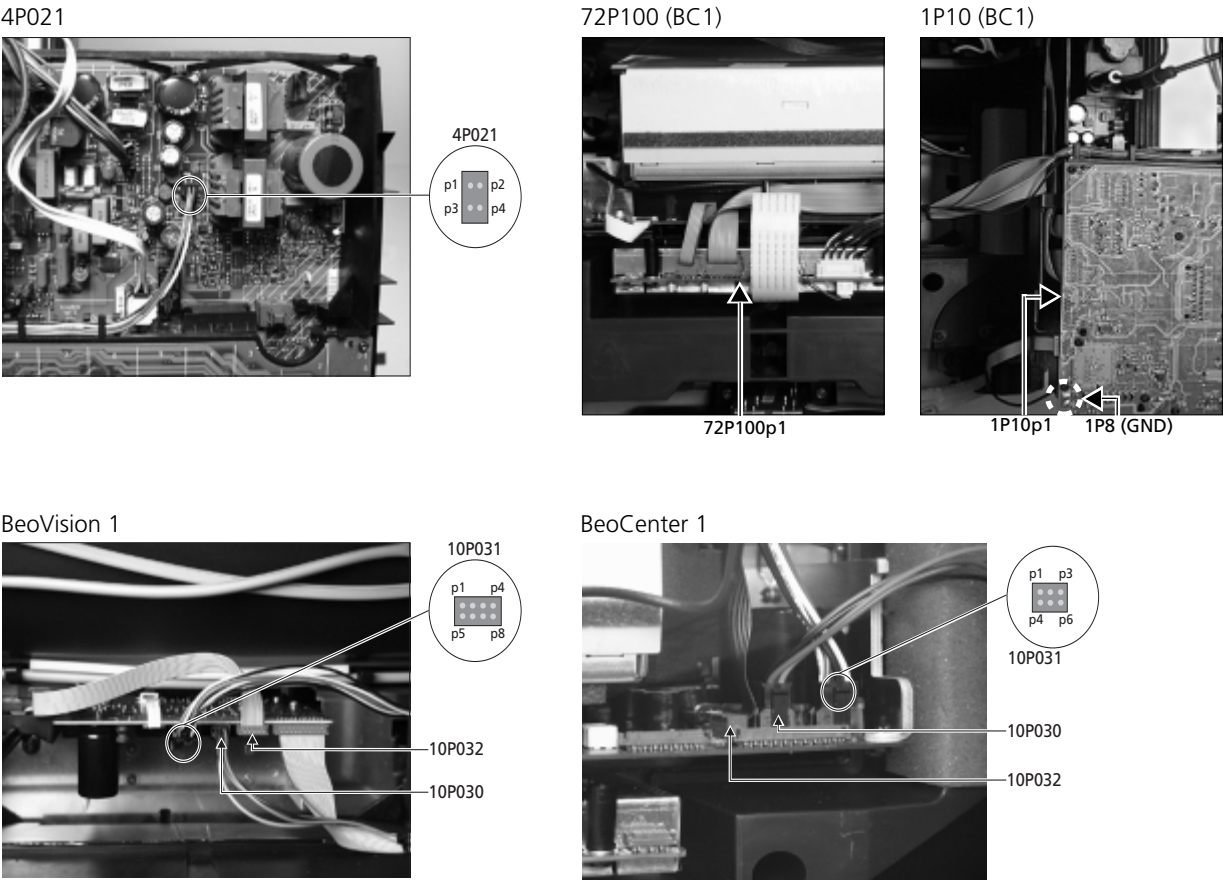 4P021
72P100 (BC1)
1P10 (BC1)
4P021
p1 p2
p3 p4
72P100p1
1P10p1
1P8 (GND)
BeoVision 1
BeoCenter 1
10P031
p1 p4
p5 p8
10P032
10P030
p1 p3
p4 p6
10P031
10P030
10P032